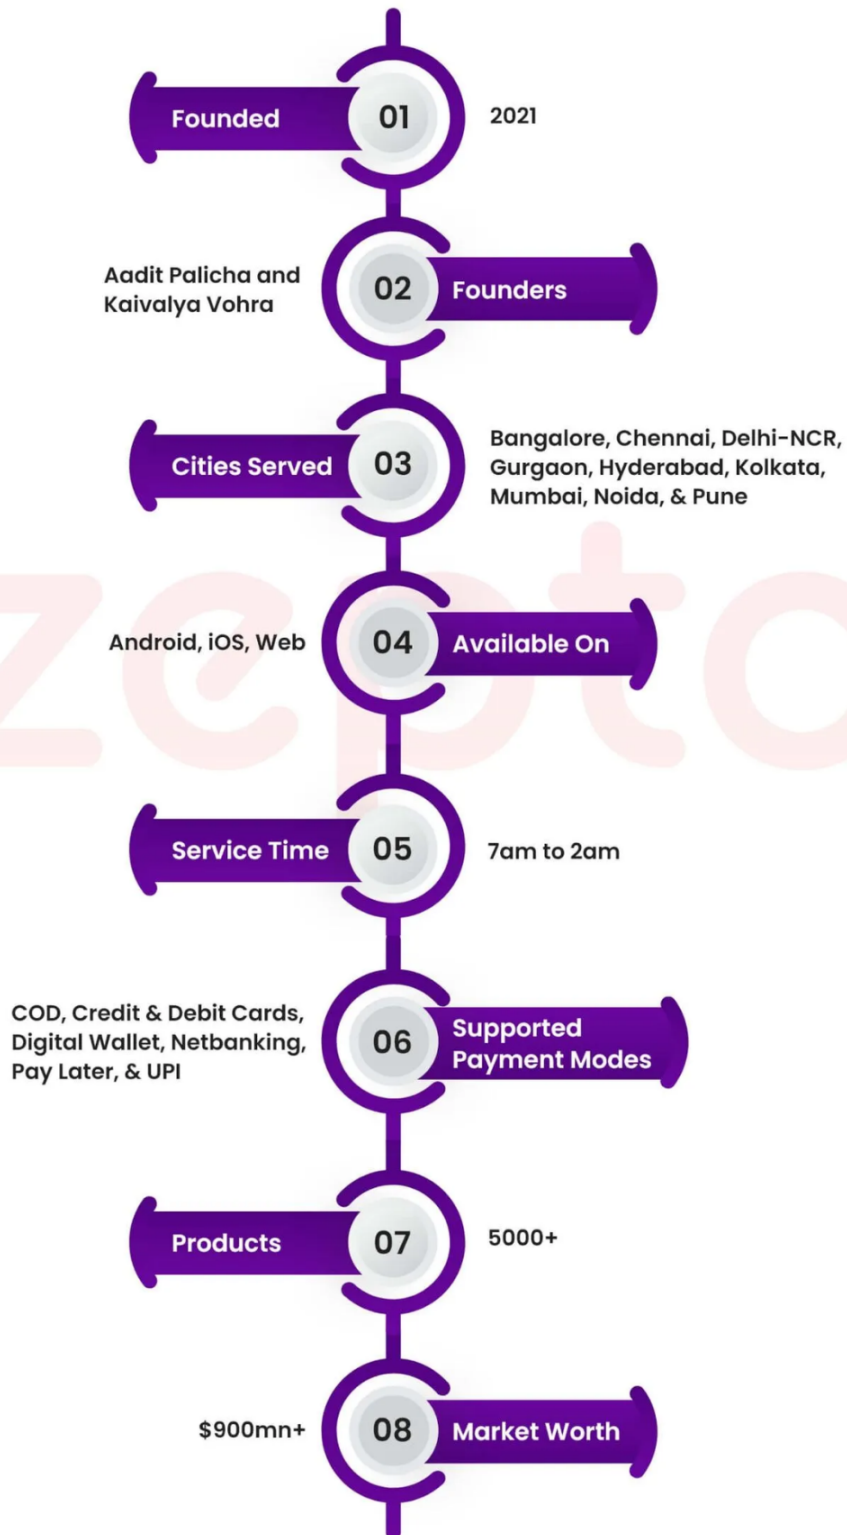 Founded
01
2021
Aadit Palicha and
Kaivalya Vohra
02
Founders
Cities Served
03
Bangalore, Chennai, Delhi-NCR,
Gurgaon, Hyderabad, Kolkata,
Mumbai, Noida, & Pune
zepto
Android, iOS, Web
04
Available On
Service Time
05
7am to 2am
COD, Credit & Debit Cards,
Digital Wallet, Netbanking,
Pay Later, & UPI
06
Supported
Payment Modes
Products
07
5000+
$900mn+
08
Market Worth